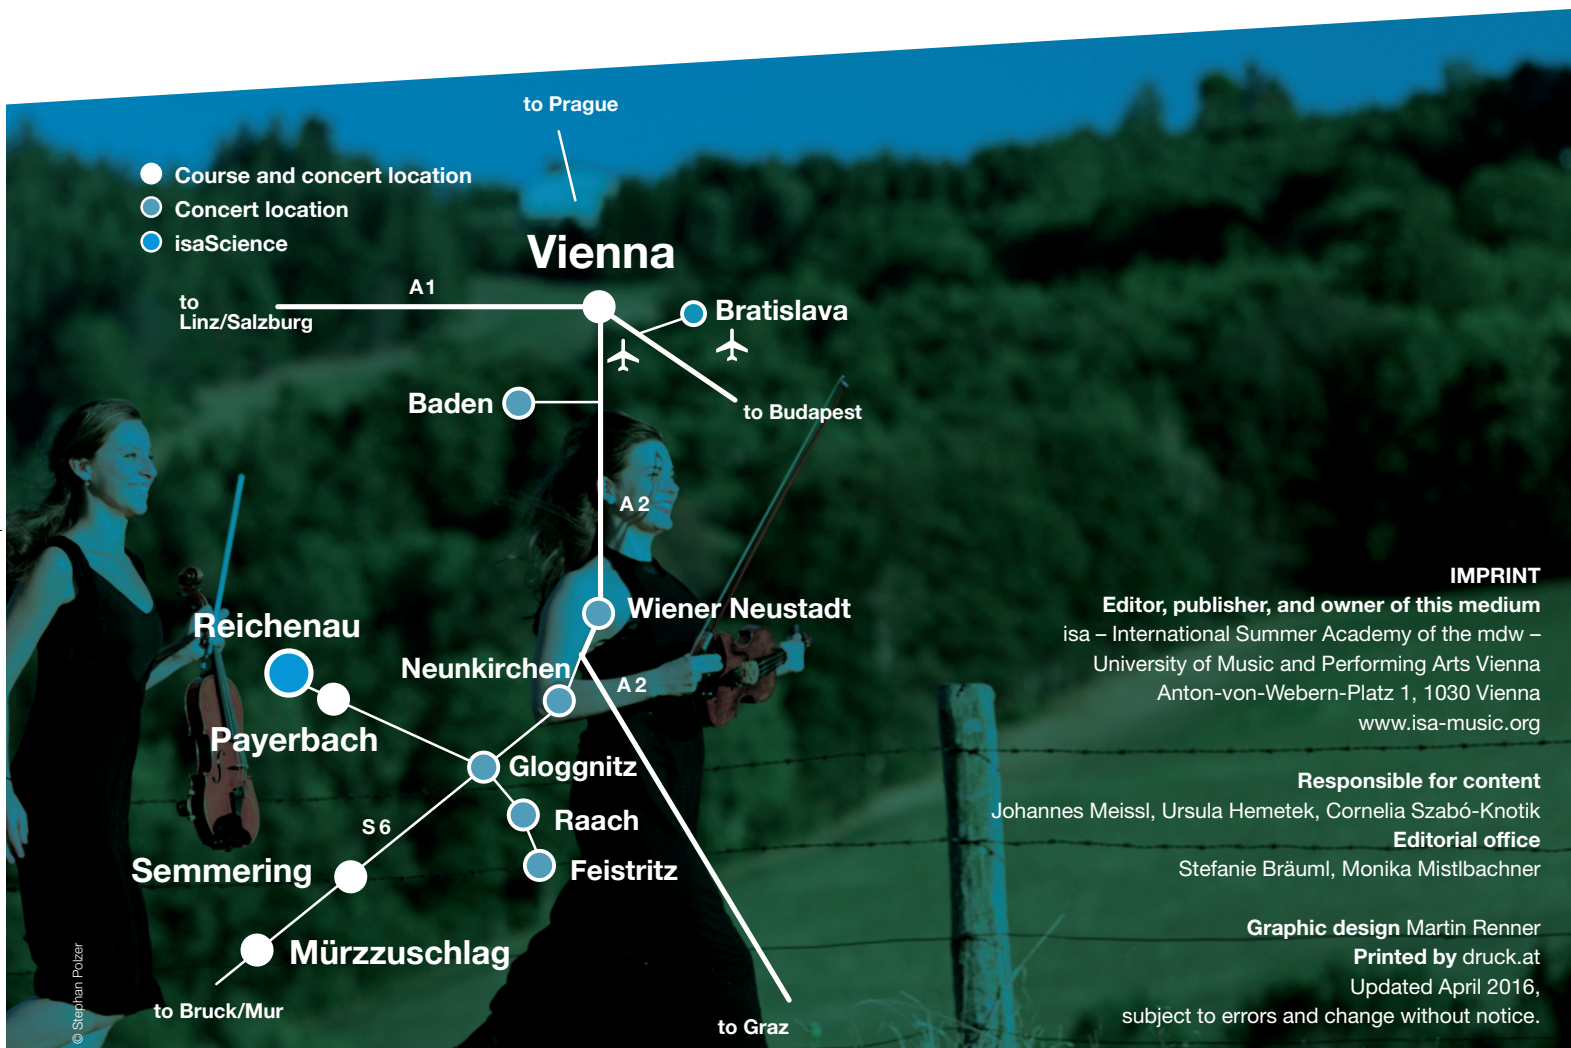 to Prague
Course and concert location
Concert location
isaScience
Vienna
A1
to
Linz/Salzburg
Bratislava
Baden
to Budapest
A 2
Wiener Neustadt
Reichenau
Neunkirchen
A 2
Payerbach
Gloggnitz
Raach
S 6
Semmering
Feistritz
Mürzzuschlag
to Bruck/Mur
to Graz
© Stephan Polzer
IMPRINT
Editor, publisher, and owner of this medium
isa – International Summer Academy of the mdw –
University of Music and Performing Arts Vienna
Anton-von-Webern-Platz 1, 1030 Vienna
www.isa-music.org
Responsible for content
Johannes Meissl, Ursula Hemetek, Cornelia Szabó-Knotik
Editorial office
Stefanie Bräuml, Monika Mistlbachner
Graphic design Martin Renner
Printed by druck.at
Updated April 2016,
subject to errors and change without notice.